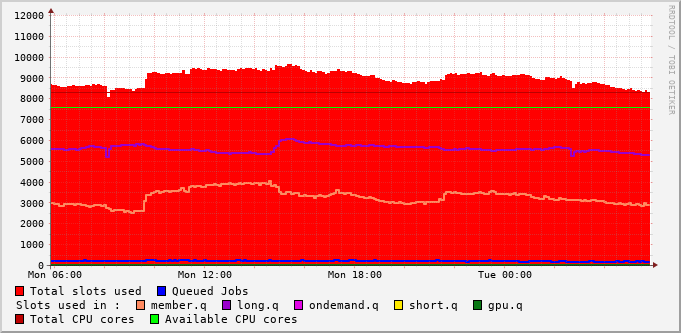 12000
11000
10000
9000
8000
7000
6000
5000
4000
3000
2000
1000
0
Mon 06:00 Mon 12:00 Mon 18:00 Tue 00:00
RRDTOOL / TOBI OETIKER
Total slots used Queued Jobs
Slots used in : member.q long.q ondemand.q short.q gpu.q
Total CPU cores Available CPU cores